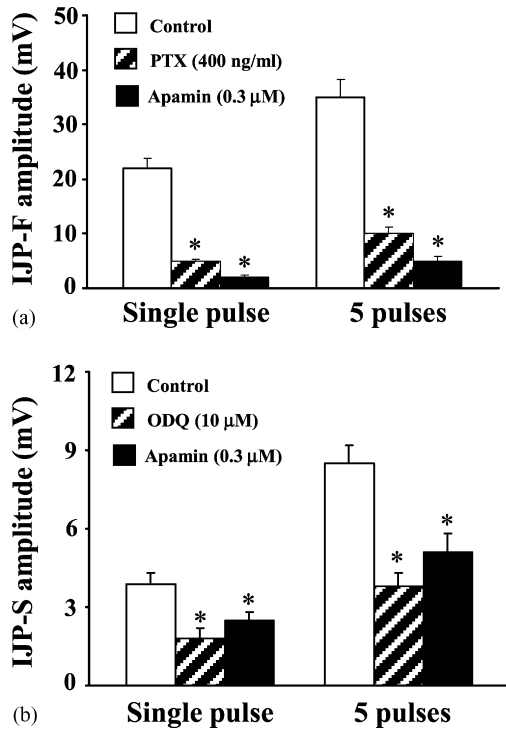 50
40
30
20
10
0
IJP-F amplitude (mV)
Control
PTX (400 ng/ml)
Apamin (0.3 µM)
* * * *
Single pulse 5 pulses
(a)
12
9
6
3
0
IJP-S amplitude (mV)
Control
ODQ (10 µM)
Apamin (0.3 µM)
* * * *
Single pulse 5 pulses
(b)